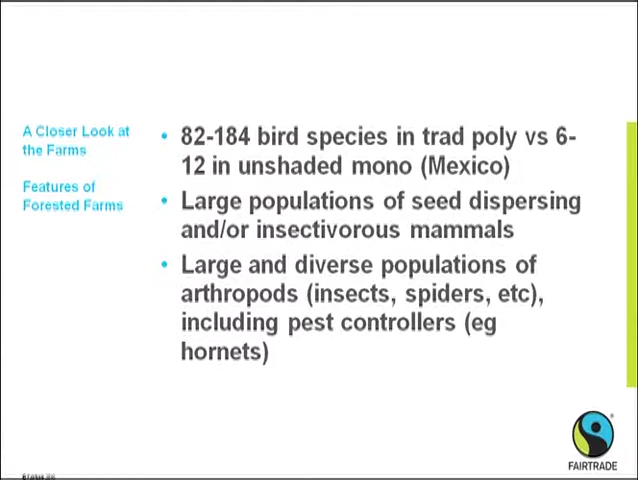 A Closer Look at
the Farms
Features of
Forested Farms
• 82-184 bird species in trad poly vs 6-
12 in unshaded mono (Mexico)
• Large populations of seed dispersing
and/or insectivorous mammals
• Large and diverse populations of
arthropods (insects, spiders, etc),
including pest controllers (eg
hornets)
FAIRTRADE